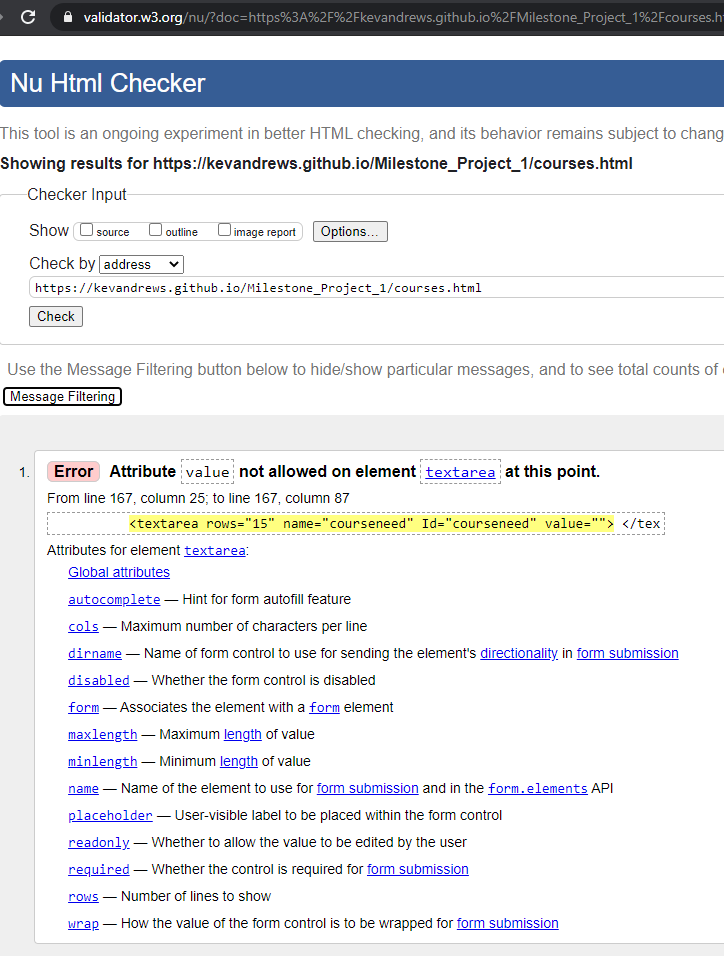 validator.w3.org/nu/?doc=https%3A%2F%2Fkevandrews.github.io%2FMilestone_Project_1%2Fcourses.h
Nu Html Checker
This tool is an ongoing experiment in better HTML checking, and its behavior remains subject to chang
Showing results for https://kevandrews.github.io/Milestone_Project_1/courses.html
Checker Input
Show source outline image report Options...
Check by address
https://kevandrews.github.io/Milestone_Project_1/courses.html
Check
Use the Message Filtering button below to hide/show particular messages, and to see total counts of
Message Filtering
1. Error Attribute value not allowed on element textarea at this point.
From line 167, column 25; to line 167, column 87
<textarea rows="15" name="courseneed" Id="courseneed" value=""> </tex
Attributes for element textarea:
Global attributes
autocomplete — Hint for form autofill feature
cols — Maximum number of characters per line
dirname — Name of form control to use for sending the element's directionality in form submission
disabled — Whether the form control is disabled
form — Associates the element with a form element
maxlength — Maximum length of value
minlength — Minimum length of value
name — Name of the element to use for form submission and in the form.elements API
placeholder — User-visible label to be placed within the form control
readonly — Whether to allow the value to be edited by the user
required — Whether the control is required for form submission
rows — Number of lines to show
wrap — How the value of the form control is to be wrapped for form submission